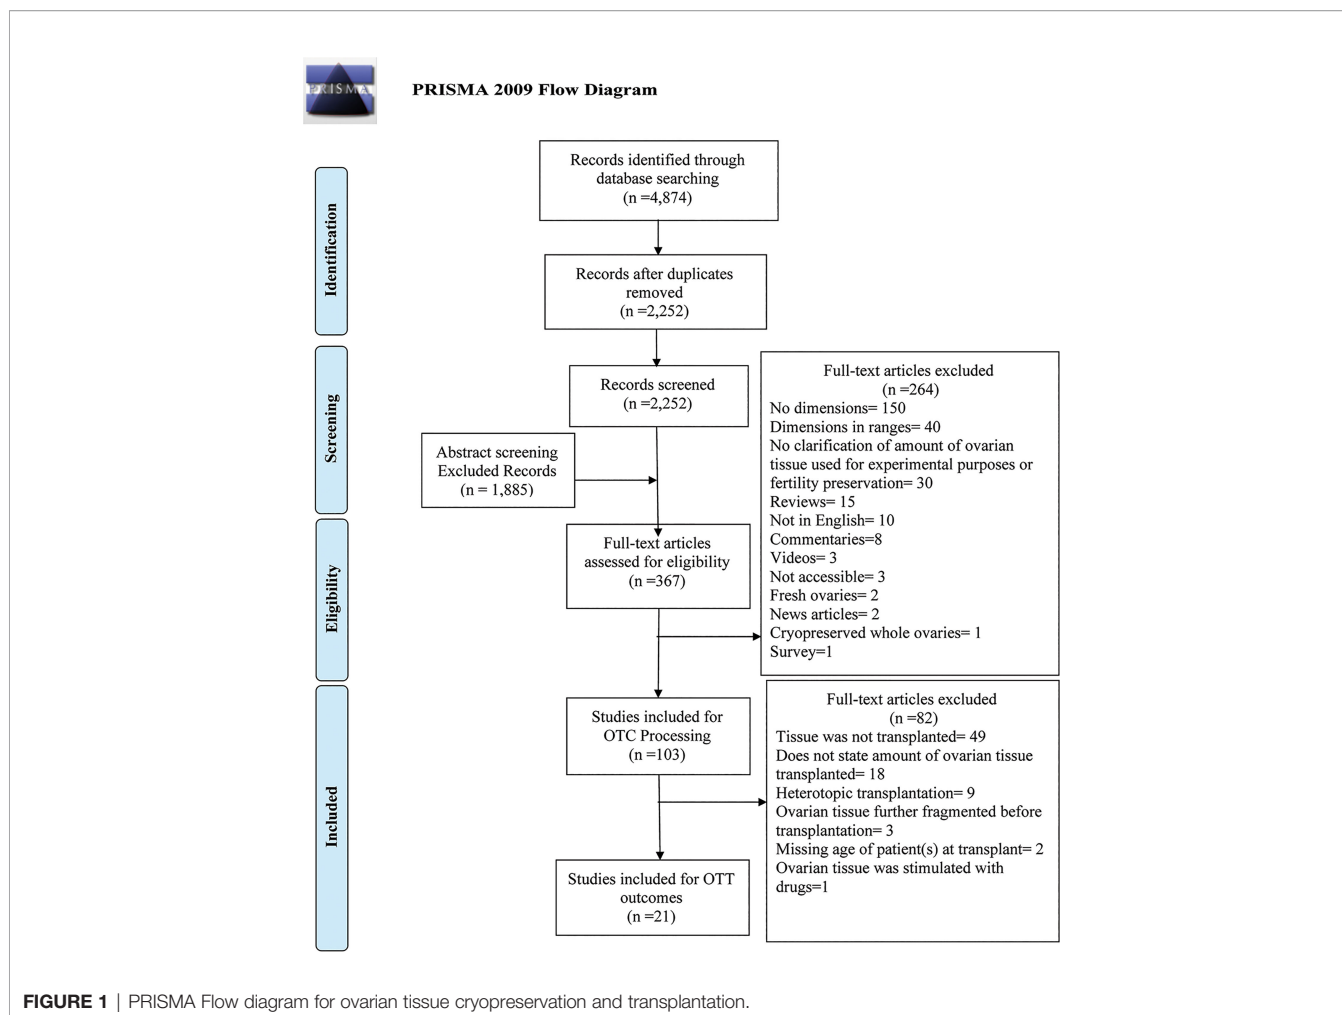 PRISMA
PRISMA 2009 Flow Diagram
Identification
Records identified through
database searching
(n =4,874)
Records after duplicates
removed
(n =2,252)
Screening
Records screened
(n =2,252)
Abstract screening
Excluded Records
(n = 1,885)
Full-text articles excluded
(n =264)
No dimensions= 150
Dimensions in ranges= 40
No clarification of amount of ovarian
tissue used for experimental purposes or
fertility preservation= 30
Reviews= 15
Not in English= 10
Commentaries=8
Videos= 3
Not accessible= 3
Fresh ovaries= 2
News articles= 2
Cryopreserved whole ovaries= 1
Survey=1
Eligibility
Full-text articles
assessed for eligibility
(n =367)
Included
Studies included for
OTC Processing
(n =103)
Full-text articles excluded
(n =82)
Tissue was not transplanted= 49
Does not state amount of ovarian tissue
transplanted= 18
Heterotopic transplantation= 9
Ovarian tissue further fragmented before
transplantation= 3
Missing age of patient(s) at transplant= 2
Ovarian tissue was stimulated with
drugs=1
Studies included for OTT
outcomes
(n =21)
FIGURE 1 | PRISMA Flow diagram for ovarian tissue cryopreservation and transplantation.